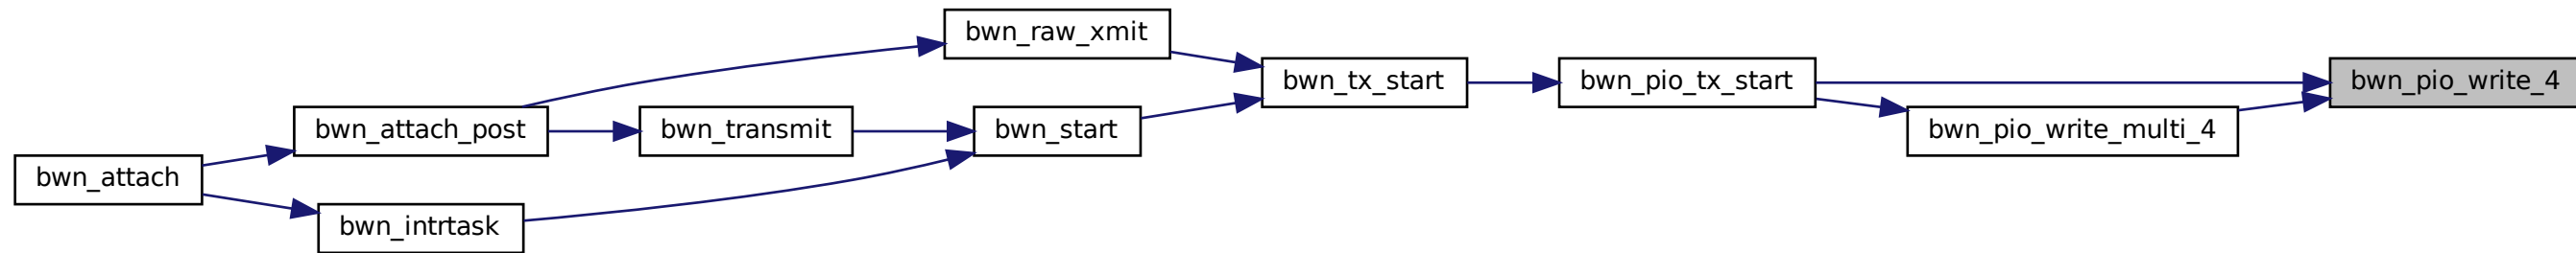 bwn_raw_xmit
bwn_tx_start
bwn_pio_tx_start
bwn_pio_write_4
bwn_attach_post
bwn_transmit
bwn_start
bwn_pio_write_multi_4
bwn_attach
bwn_intrtask